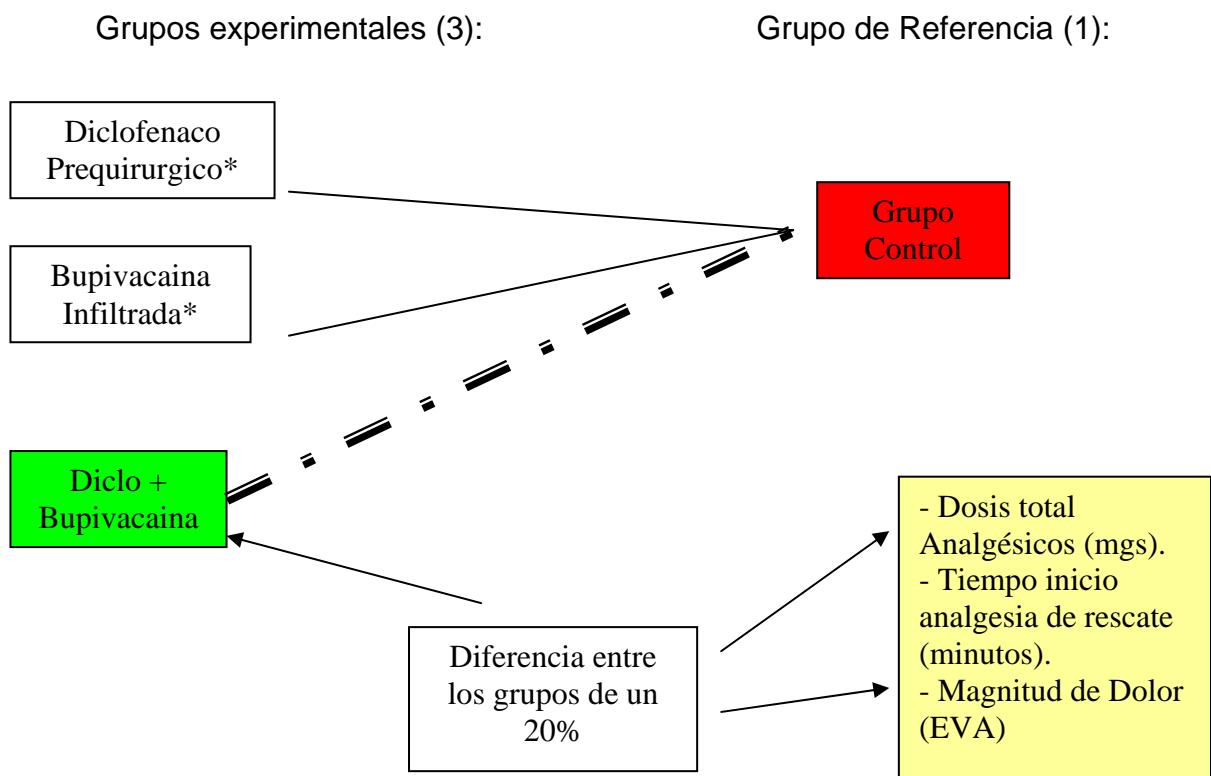 Grupos experimentales (3):
Grupo de Referencia (1):
Diclofenaco
Prequirurgico*
Grupo
Control
Bupivacaina
Infiltrada*
Diclo +
Bupivacaina
Diferencia entre
los grupos de un
20%
- Dosis total
Analgésicos (mgs).
- Tiempo inicio
analgesia de rescate
(minutos).
- Magnitud de Dolor
(EVA)